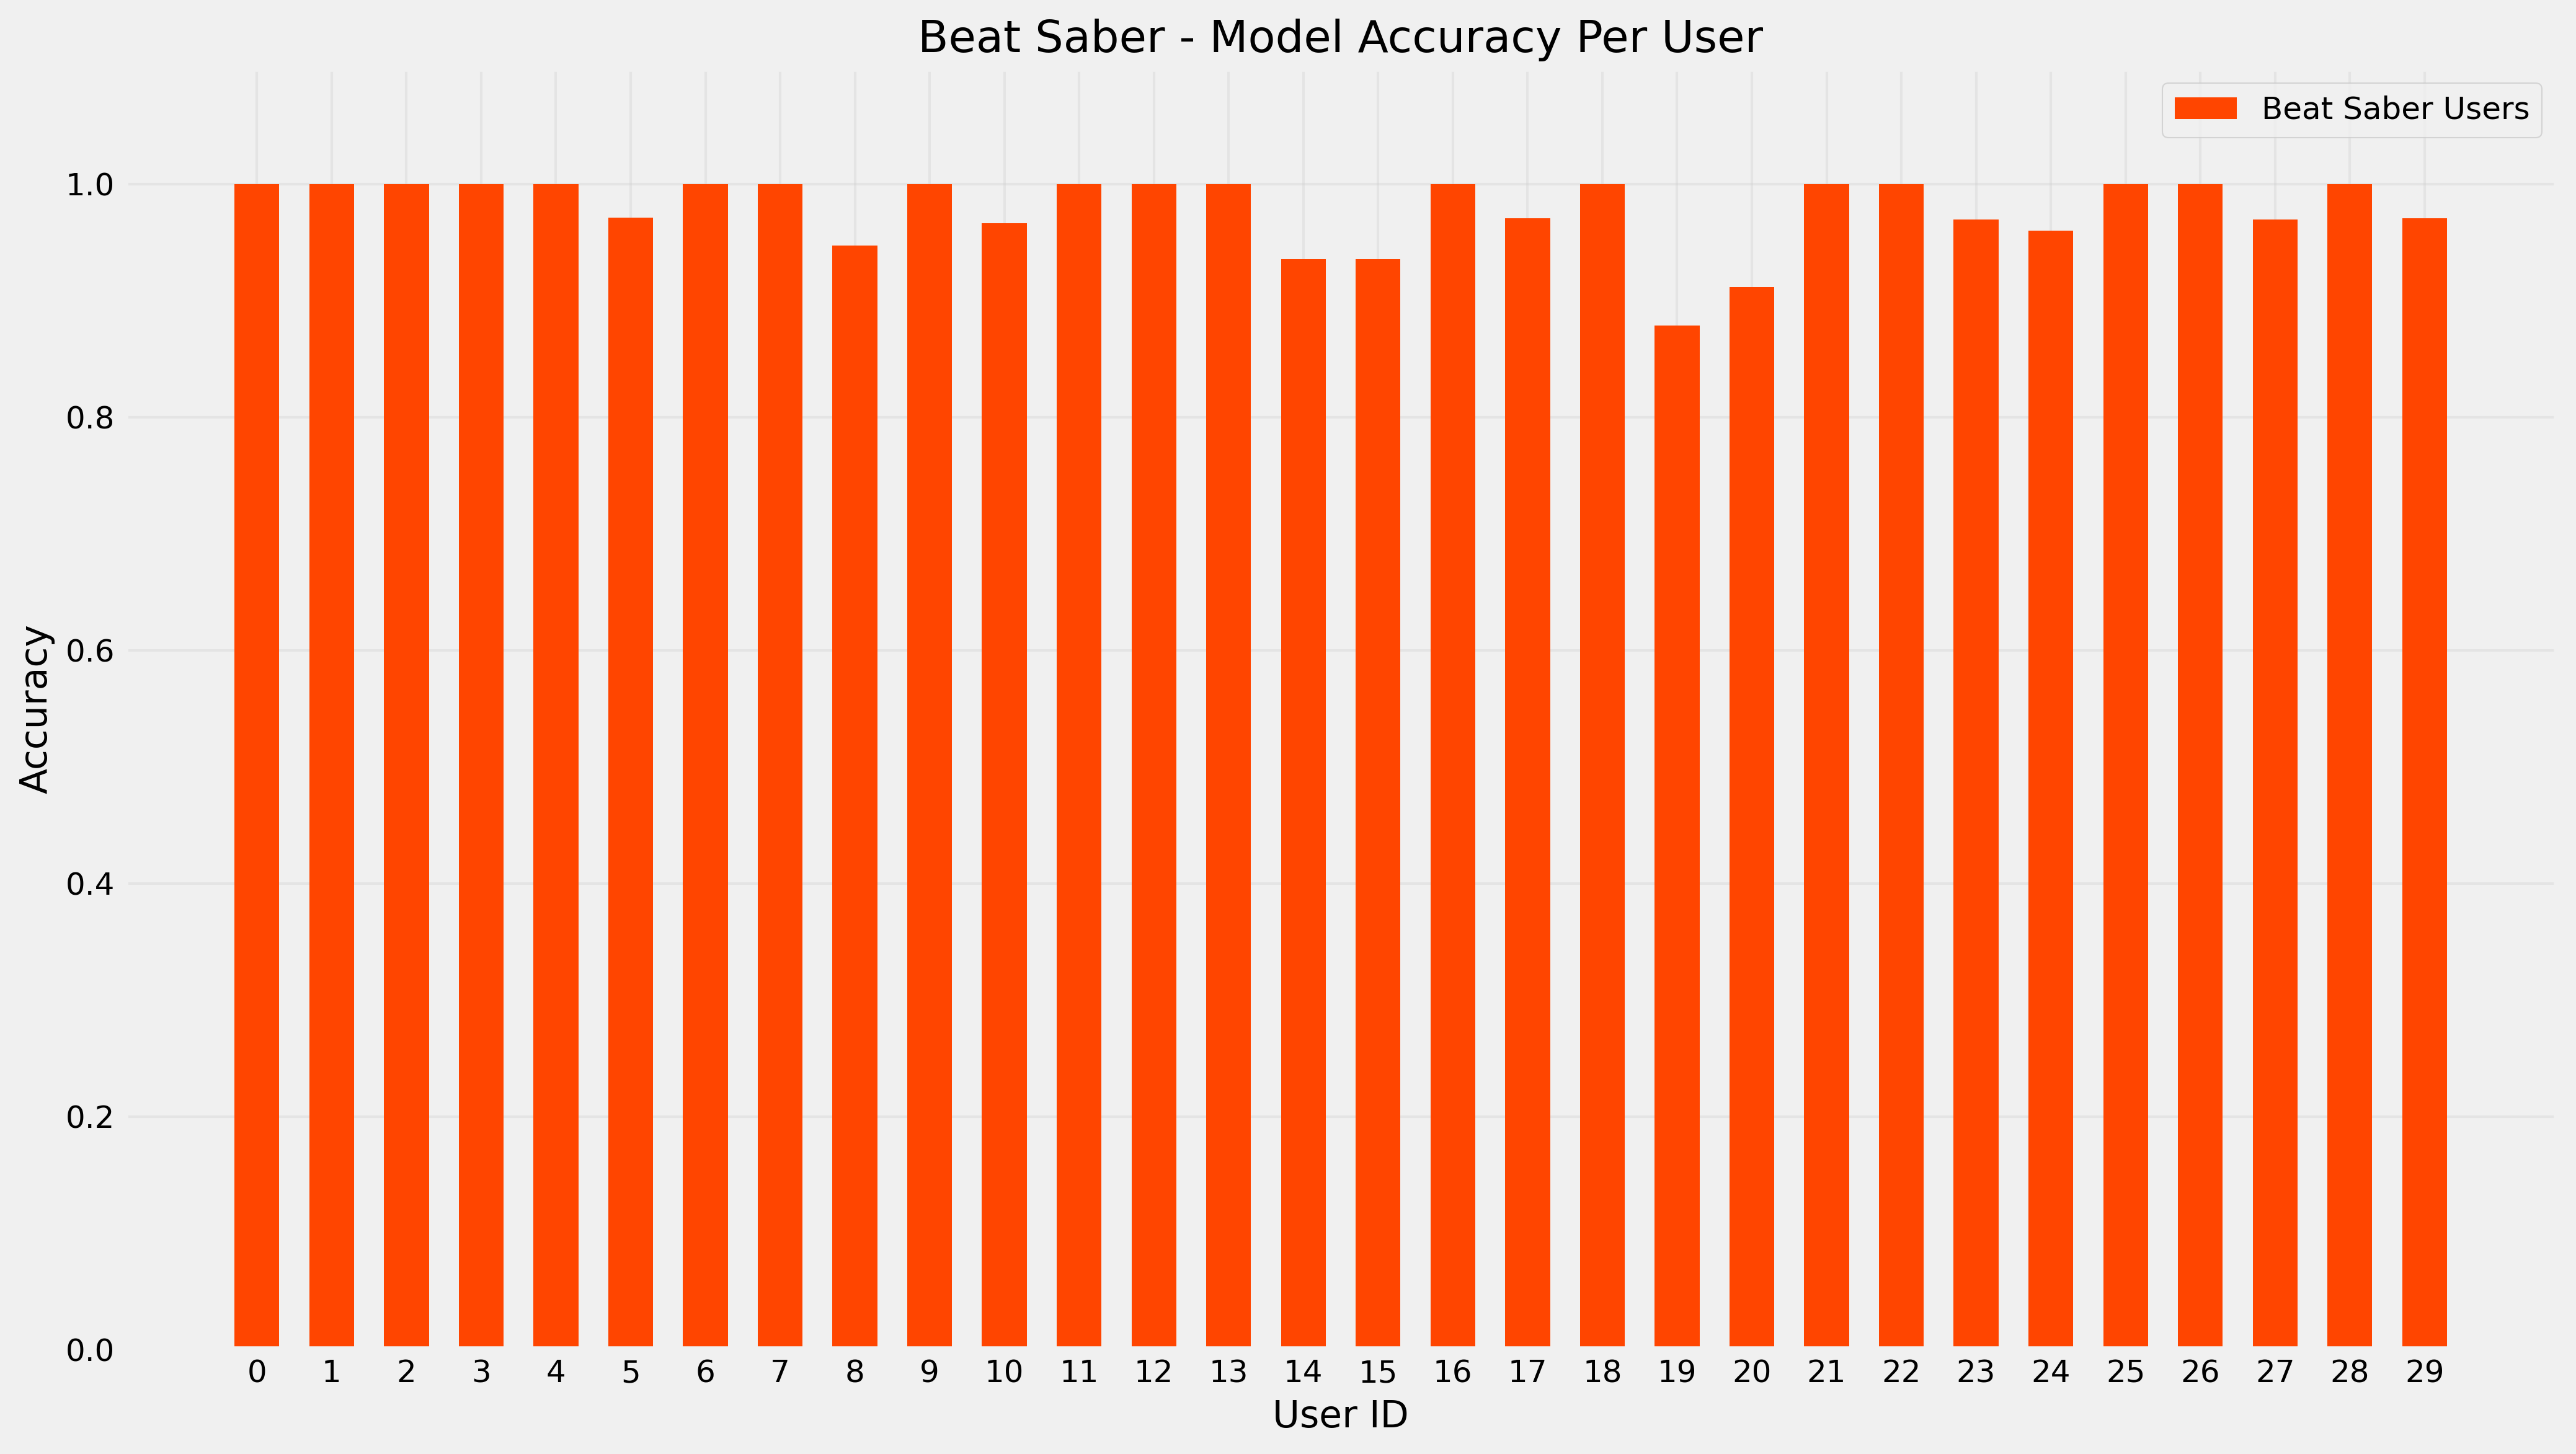 Beat Saber - Model Accuracy Per User
Beat Saber Users
1.0
0.8
0.6
0.4
0.2
0.0
Accuracy
0 1 2 3 4 5 6 7 8 9 10 11 12 13 14 15 16 17 18 19 20 21 22 23 24 25 26 27 28 29
User ID